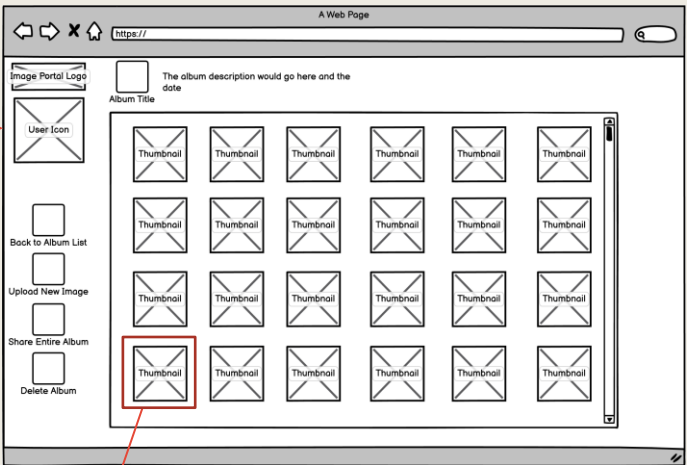 A Web Page
https://
Image Portal Logo
The album description would go here and the
date
Album Title
User Icon
Thumbnail Thumbnail Thumbnail Thumbnail Thumbnail Thumbnail
Thumbnail Thumbnail Thumbnail Thumbnail Thumbnail Thumbnail
Back to Album List
Upload New Image
Thumbnail Thumbnail Thumbnail Thumbnail Thumbnail Thumbnail
Share Entire Album
Thumbnail Thumbnail Thumbnail Thumbnail Thumbnail Thumbnail
Delete Album